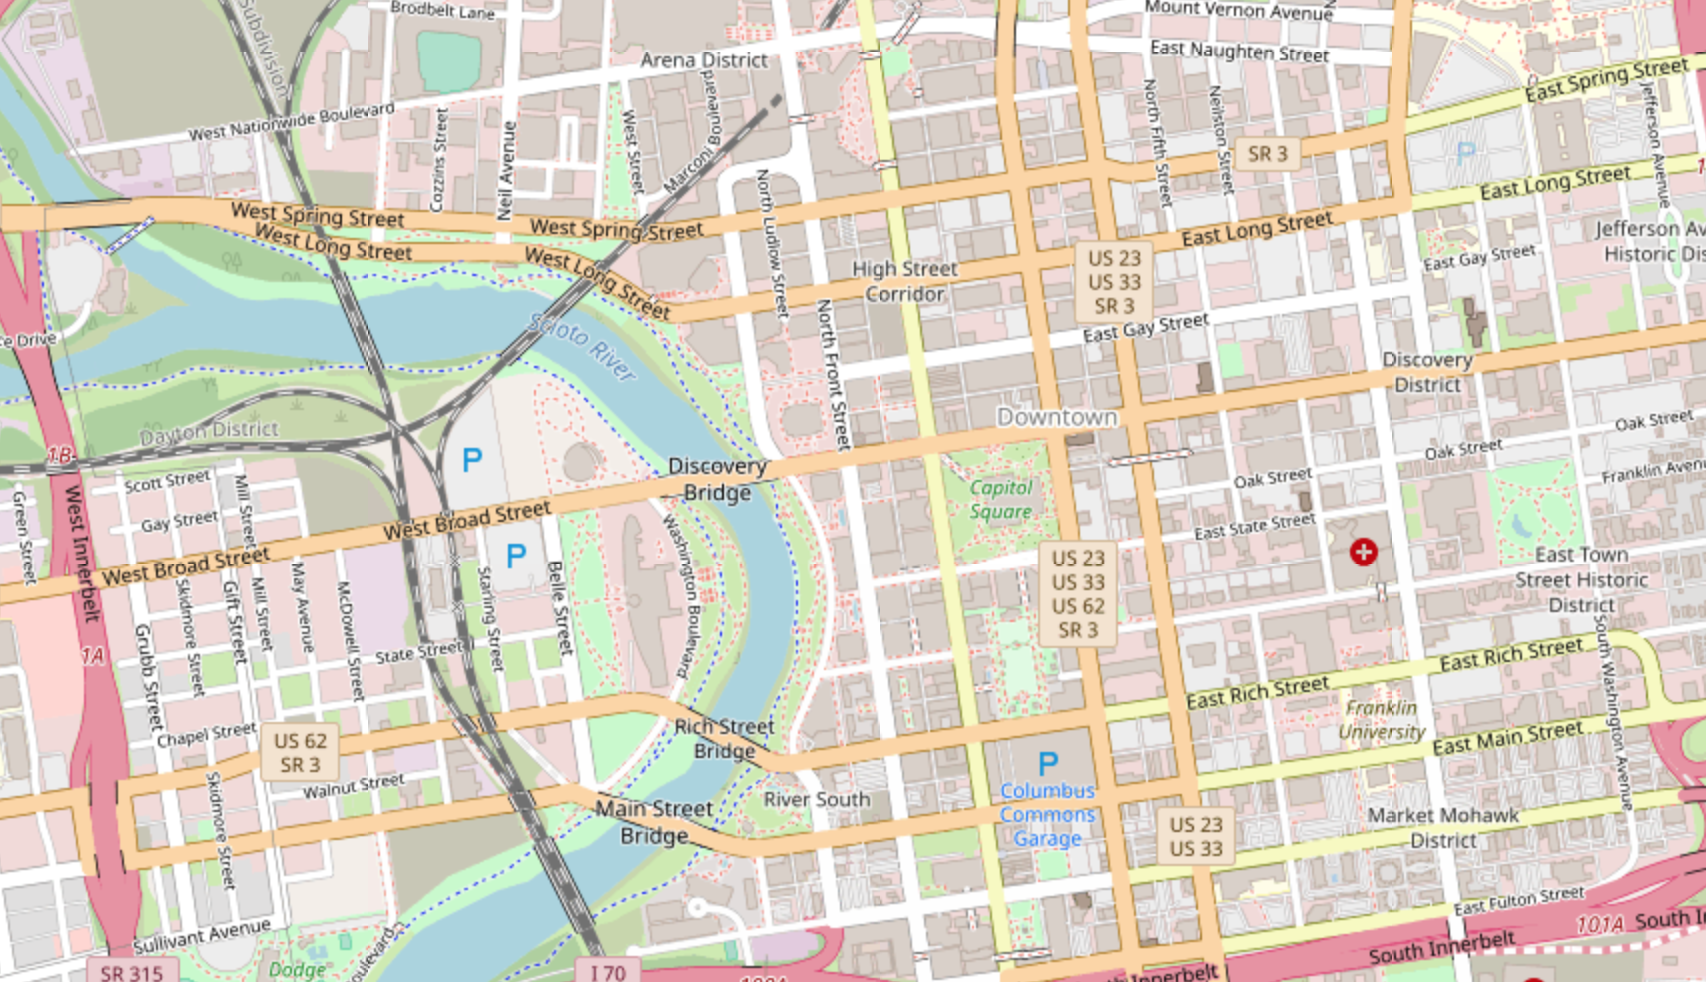 Brodbelt Lane
Mount Vernon Avenue
East Naughten Street
Subdivision
Arena District
East Spring Street
West Nationwide Boulevard
Cozzins Street
Neil Avenue
West Street
Marconi Boulevard
North Fifth Street
Neilston Street
Jefferson Avenue
SR 3
P
East Long Street
West Spring Street
West Spring Street
West Long Street
West Long Street
North Ludlow Street
East Long Street
High Street
Corridor
US 23
US 33
SR 3
East Gay Street
Jefferson Av
Historic Dis
Scioto River
North Front Street
East Gay Street
ce Drive
Discovery
District
Dayton District
Downtown
Oak Street
Oak Street
Oak Street
Franklin Aven
1B
P
Discovery
Bridge
Capitol
Square
Scott Street
Mill Street
Gay Street
Green Street
West Innerbelt
West Broad Street
West Broad Street
P
East State Street
East Town
Street Historic
District
US 23
US 33
US 62
SR 3
Skidmore Street
Gift Street
Mill Street
May Avenue
McDowell Street
Starling Street
Belle Street
Washington Boulevard
1A
Grubb Street
State Street
East Rich Street
East Rich Street
South Washington Avenue
Chapel Street
US 62
SR 3
Rich Street
Bridge
Franklin
University
East Main Street
P
Columbus
Commons
Garage
Walnut Street
Skidmore Street
Main Street
Bridge
River South
US 23
US 33
Market Mohawk
District
East Fulton Street
Sullivant Avenue
Dodge
oulevard
SR 315
I 70
South Innerbelt
101A
South In
th Innerbelt